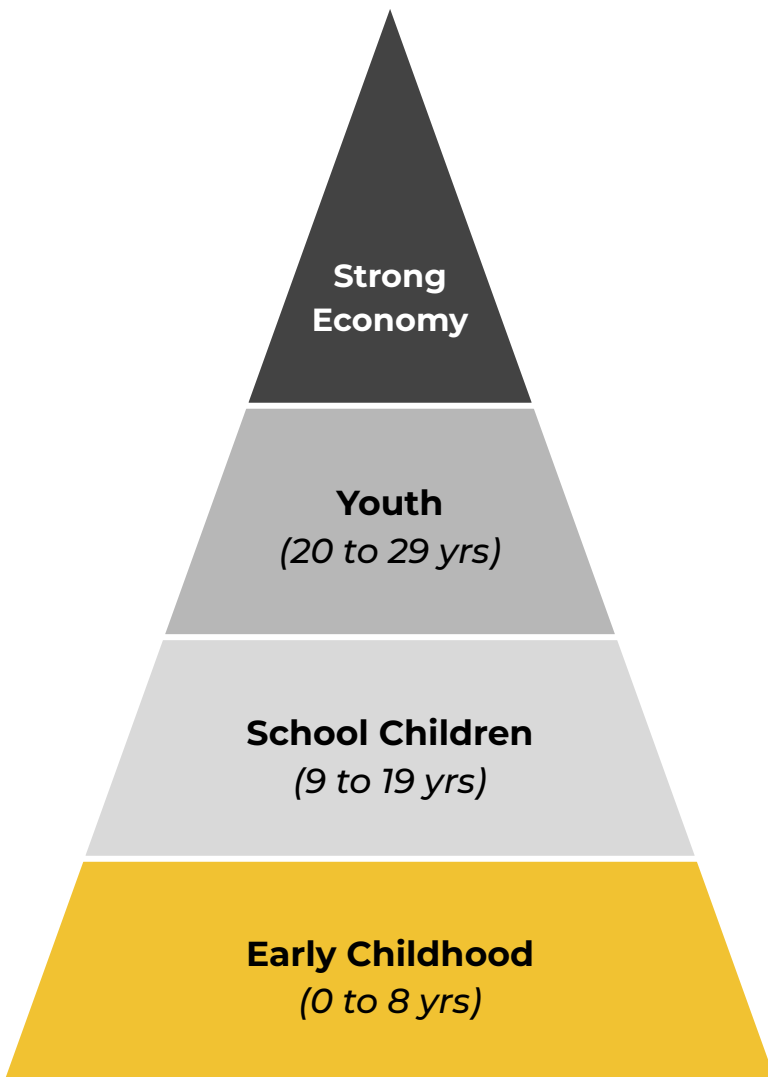 Strong
Economy
Youth
(20 to 29 yrs)
School Children
(9 to 19 yrs)
Early Childhood
(0 to 8 yrs)